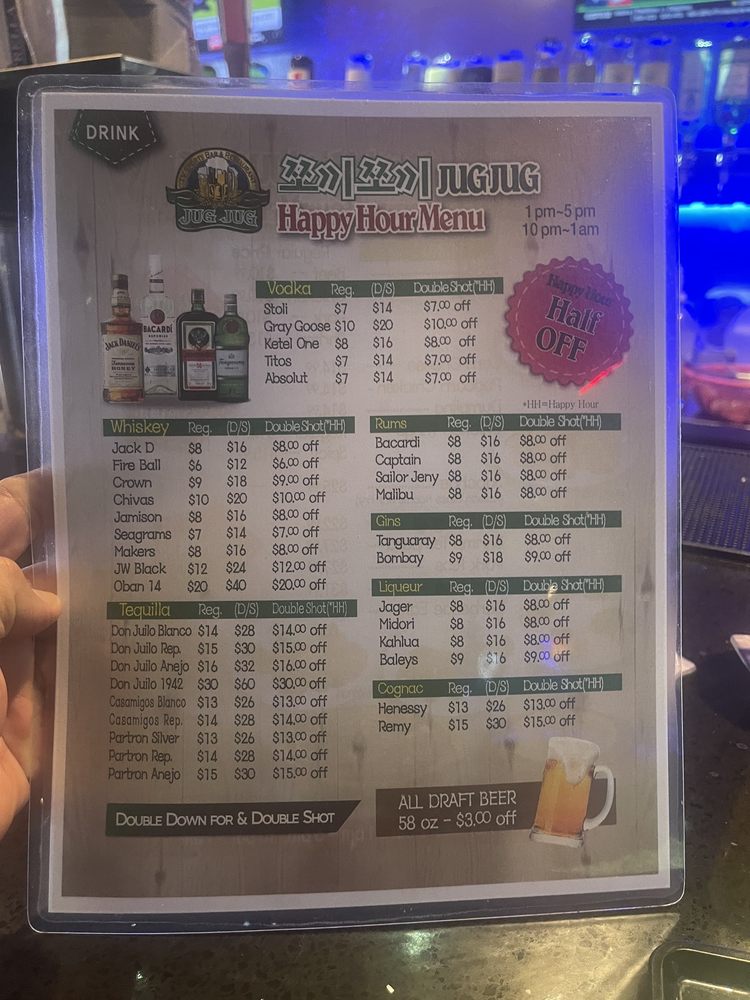 DRINK
JUG JUG
쪼끼쪼끼 JUGJUG
Happy Hour Menu
1 pm~5 pm
10 pm~1 am
JACK DANIEL'S
BACARDÍ
Happy Hour
Half
OFF
*HH=Happy Hour
Vodka Reg. (D/S) Double Shot(*HH)
Stoli $7 $14 $7.00 off
Gray Goose $10 $20 $10.00 off
Ketel One $8 $16 $8.00 off
Titos $7 $14 $7.00 off
Absolut $7 $14 $7.00 off
Whiskey Reg. (D/S) Double Shot(*HH)
Jack D $8 $16 $8.00 off
Fire Ball $6 $12 $6.00 off
Crown $9 $18 $9.00 off
Chivas $10 $20 $10.00 off
Jamison $8 $16 $8.00 off
Seagrams $7 $14 $7.00 off
Makers $8 $16 $8.00 off
JW Black $12 $24 $12.00 off
Oban 14 $20 $40 $20.00 off
Tequilla Reg. (D/S) Double Shot(*HH)
Don Juilo Blanco $14 $28 $14.00 off
Don Juilo Rep. $15 $30 $15.00 off
Don Juilo Anejo $16 $32 $16.00 off
Don Juilo 1942 $30 $60 $30.00 off
Casamigos Blanco $13 $26 $13.00 off
Casamigos Rep. $14 $28 $14.00 off
Partron Silver $13 $26 $13.00 off
Partron Rep. $14 $28 $14.00 off
Partron Anejo $15 $30 $15.00 off
Rums Reg. (D/S) Double Shot(*HH)
Bacardi $8 $16 $8.00 off
Captain $8 $16 $8.00 off
Sailor Jeny $8 $16 $8.00 off
Malibu $8 $16 $8.00 off
Gins Reg. (D/S) Double Shot(*HH)
Tanguaray $8 $16 $8.00 off
Bombay $9 $18 $9.00 off
Liqueur Reg. (D/S) Double Shot(*HH)
Jager $8 $16 $8.00 off
Midori $8 $16 $8.00 off
Kahlua $8 $16 $8.00 off
Baleys $9 $16 $9.00 off
Cognac Reg. (D/S) Double Shot(*HH)
Henessy $13 $26 $13.00 off
Remy $15 $30 $15.00 off
DOUBLE DOWN FOR & DOUBLE SHOT
ALL DRAFT BEER
58 oz - $3.00 off